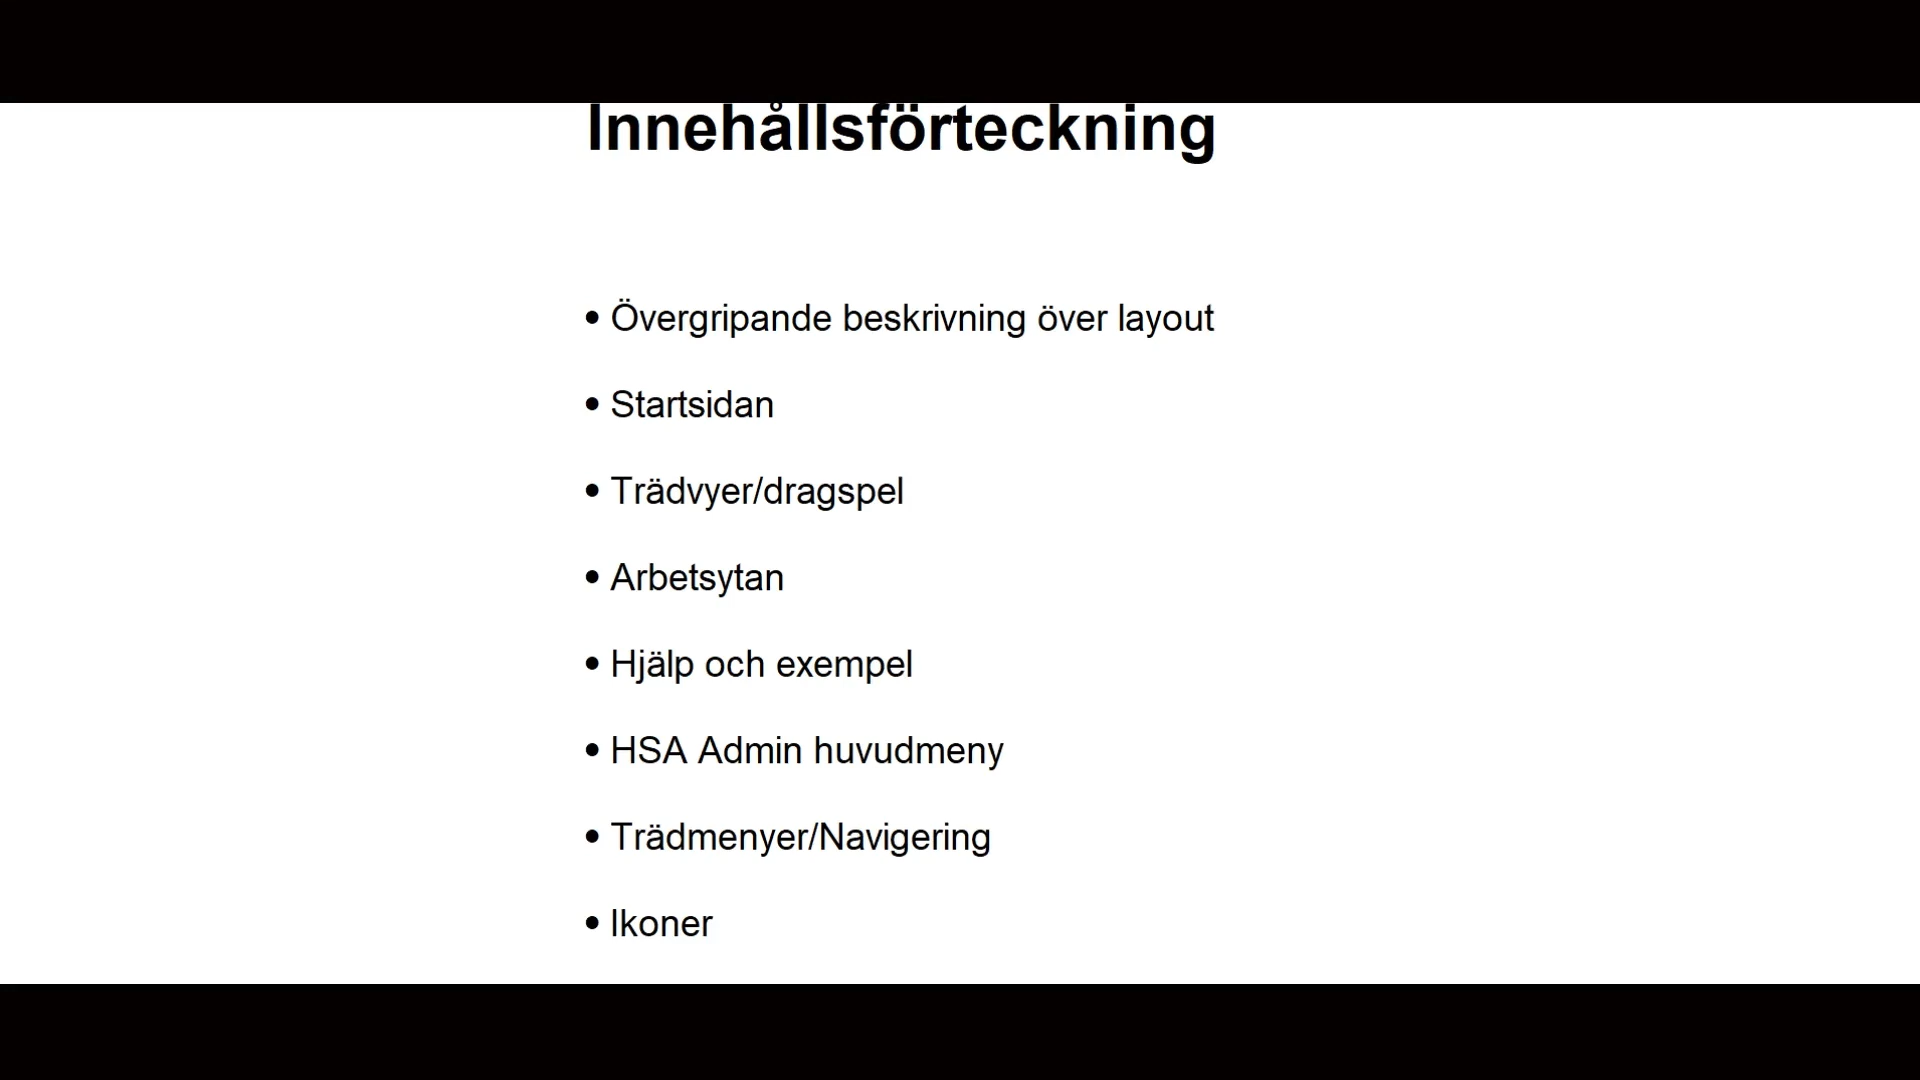 Innehållsförteckning
• Övergripande beskrivning över layout
• Startsidan
• Trädvyer/dragspel
• Arbetsytan
• Hjälp och exempel
• HSA Admin huvudmeny
• Trädmenyer/Navigering
• Ikoner